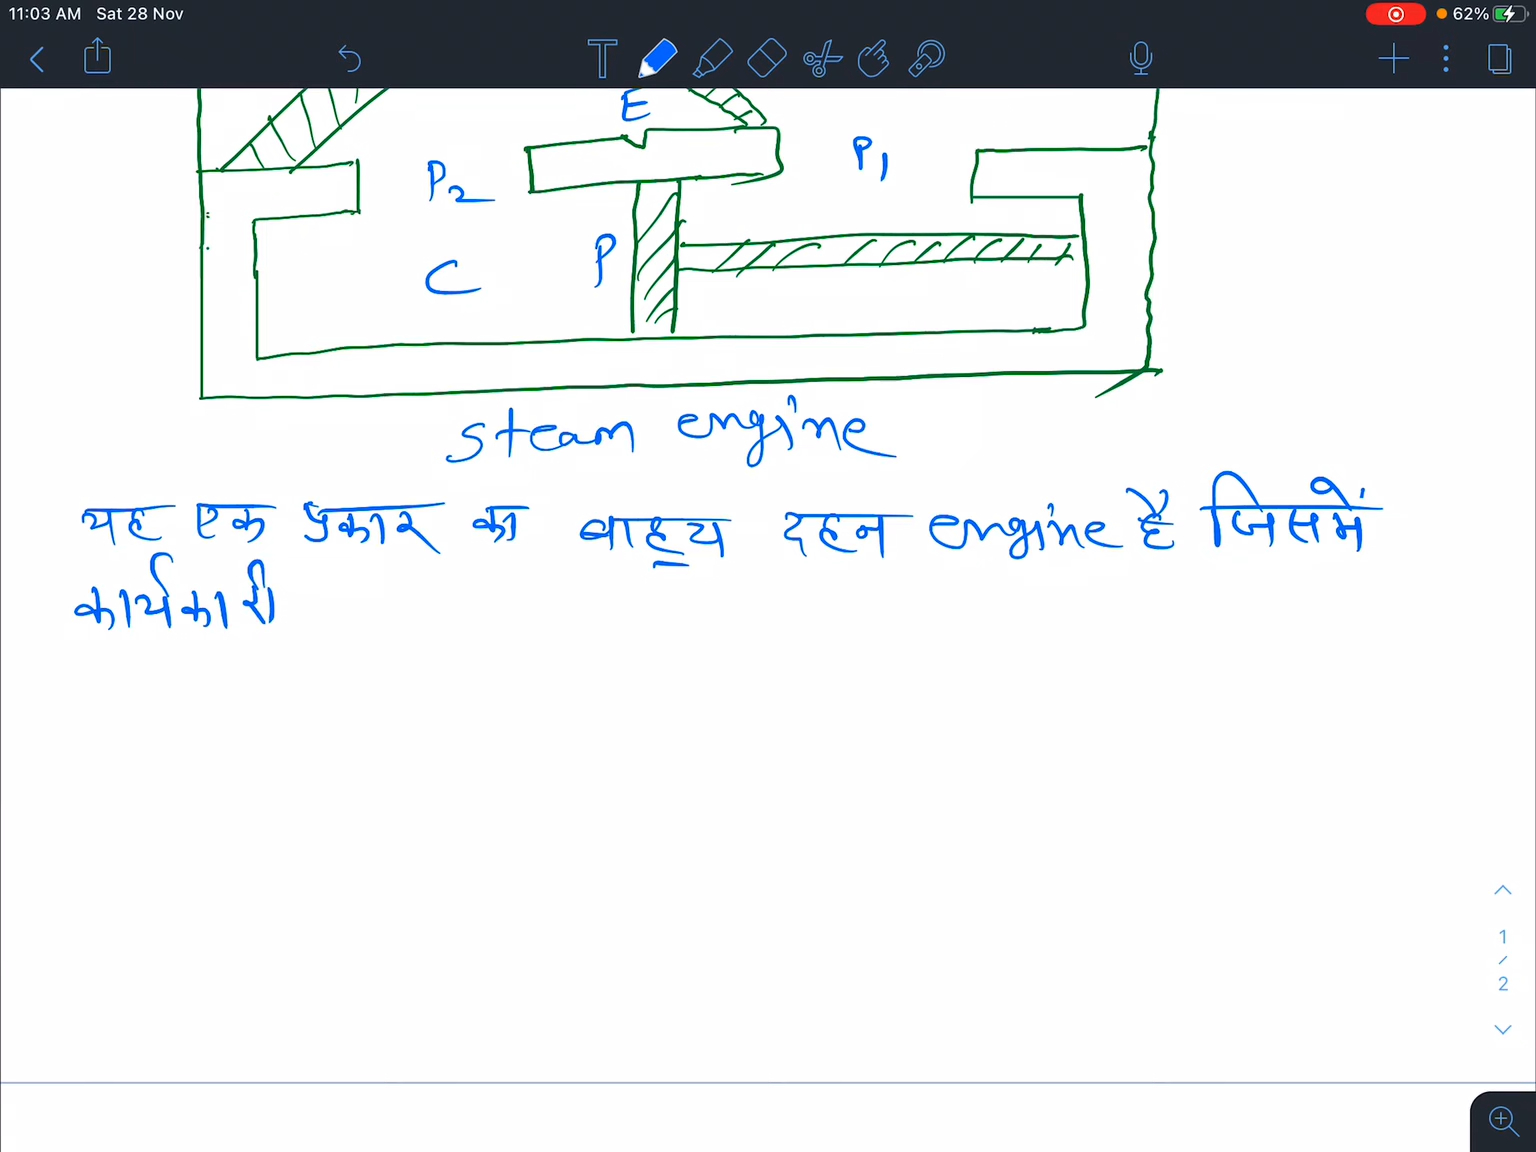 11:03 AM Sat 28 Nov
62%
E
P2
P1
C
P
steam engine
यह एक प्रकार का बाह्य दहन engine है जिसमें
कार्यकारी
1
/
2